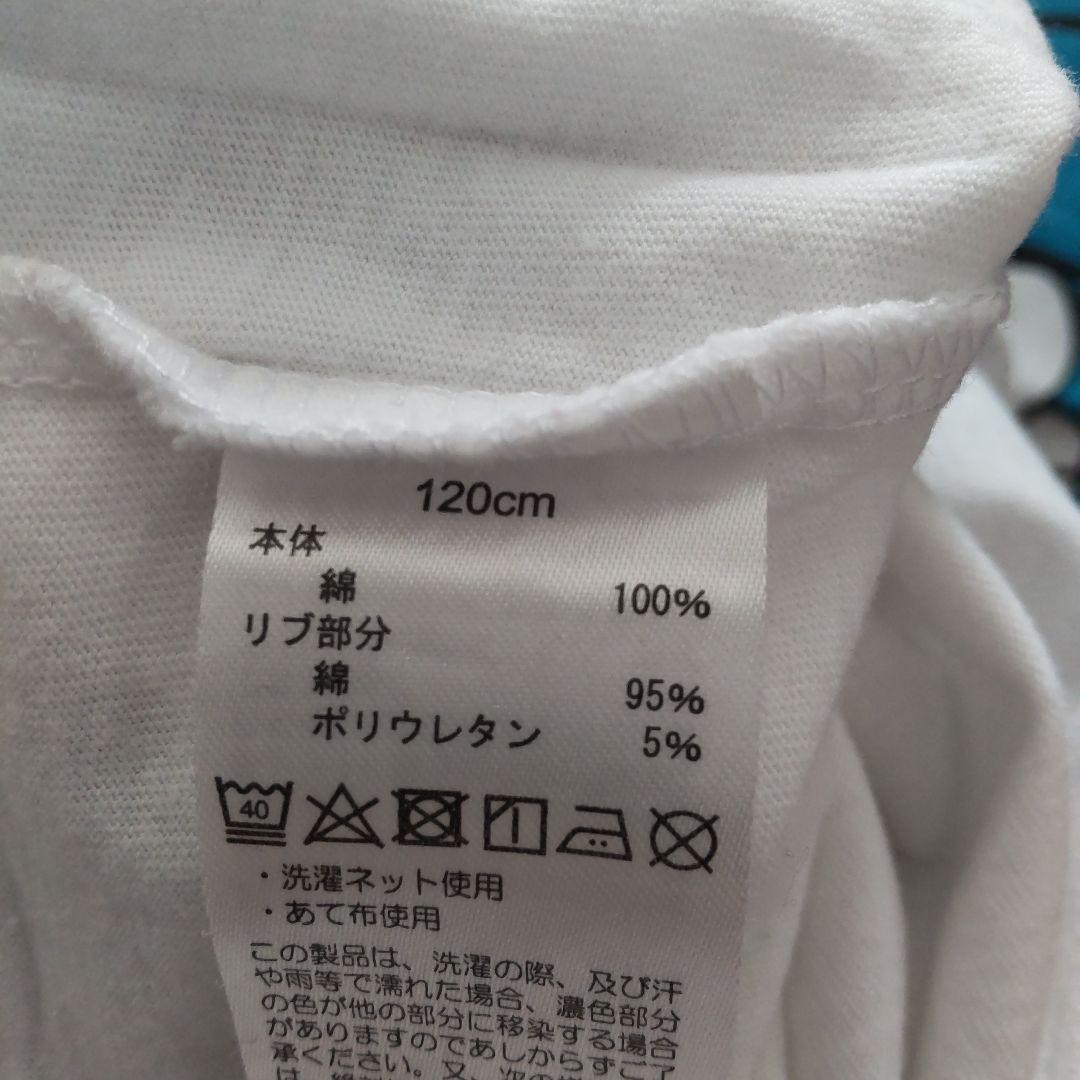 120cm
本体
綿 100%
リブ部分
綿 95%
ポリウレタン 5%
40
・洗濯ネット使用
・あて布使用
この製品は、洗濯の際、及び汗
や雨等で濡れた場合、濃色部分
の色が他の部分に移染する場合
がありますのであしからずご了
承ください。又、次の
は、